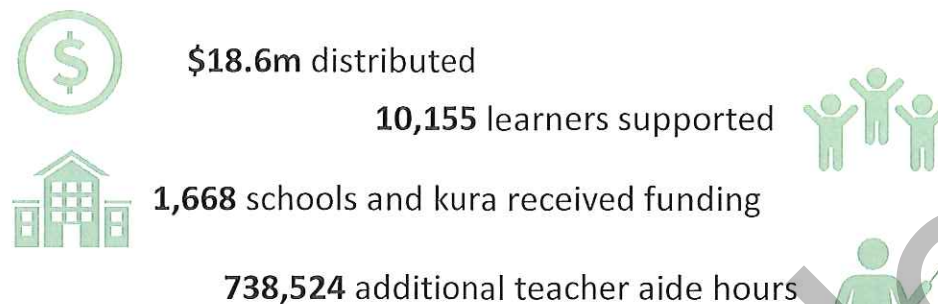 $18.6m distributed
10,155 learners supported
1,668 schools and kura received funding
738,524 additional teacher aide hours